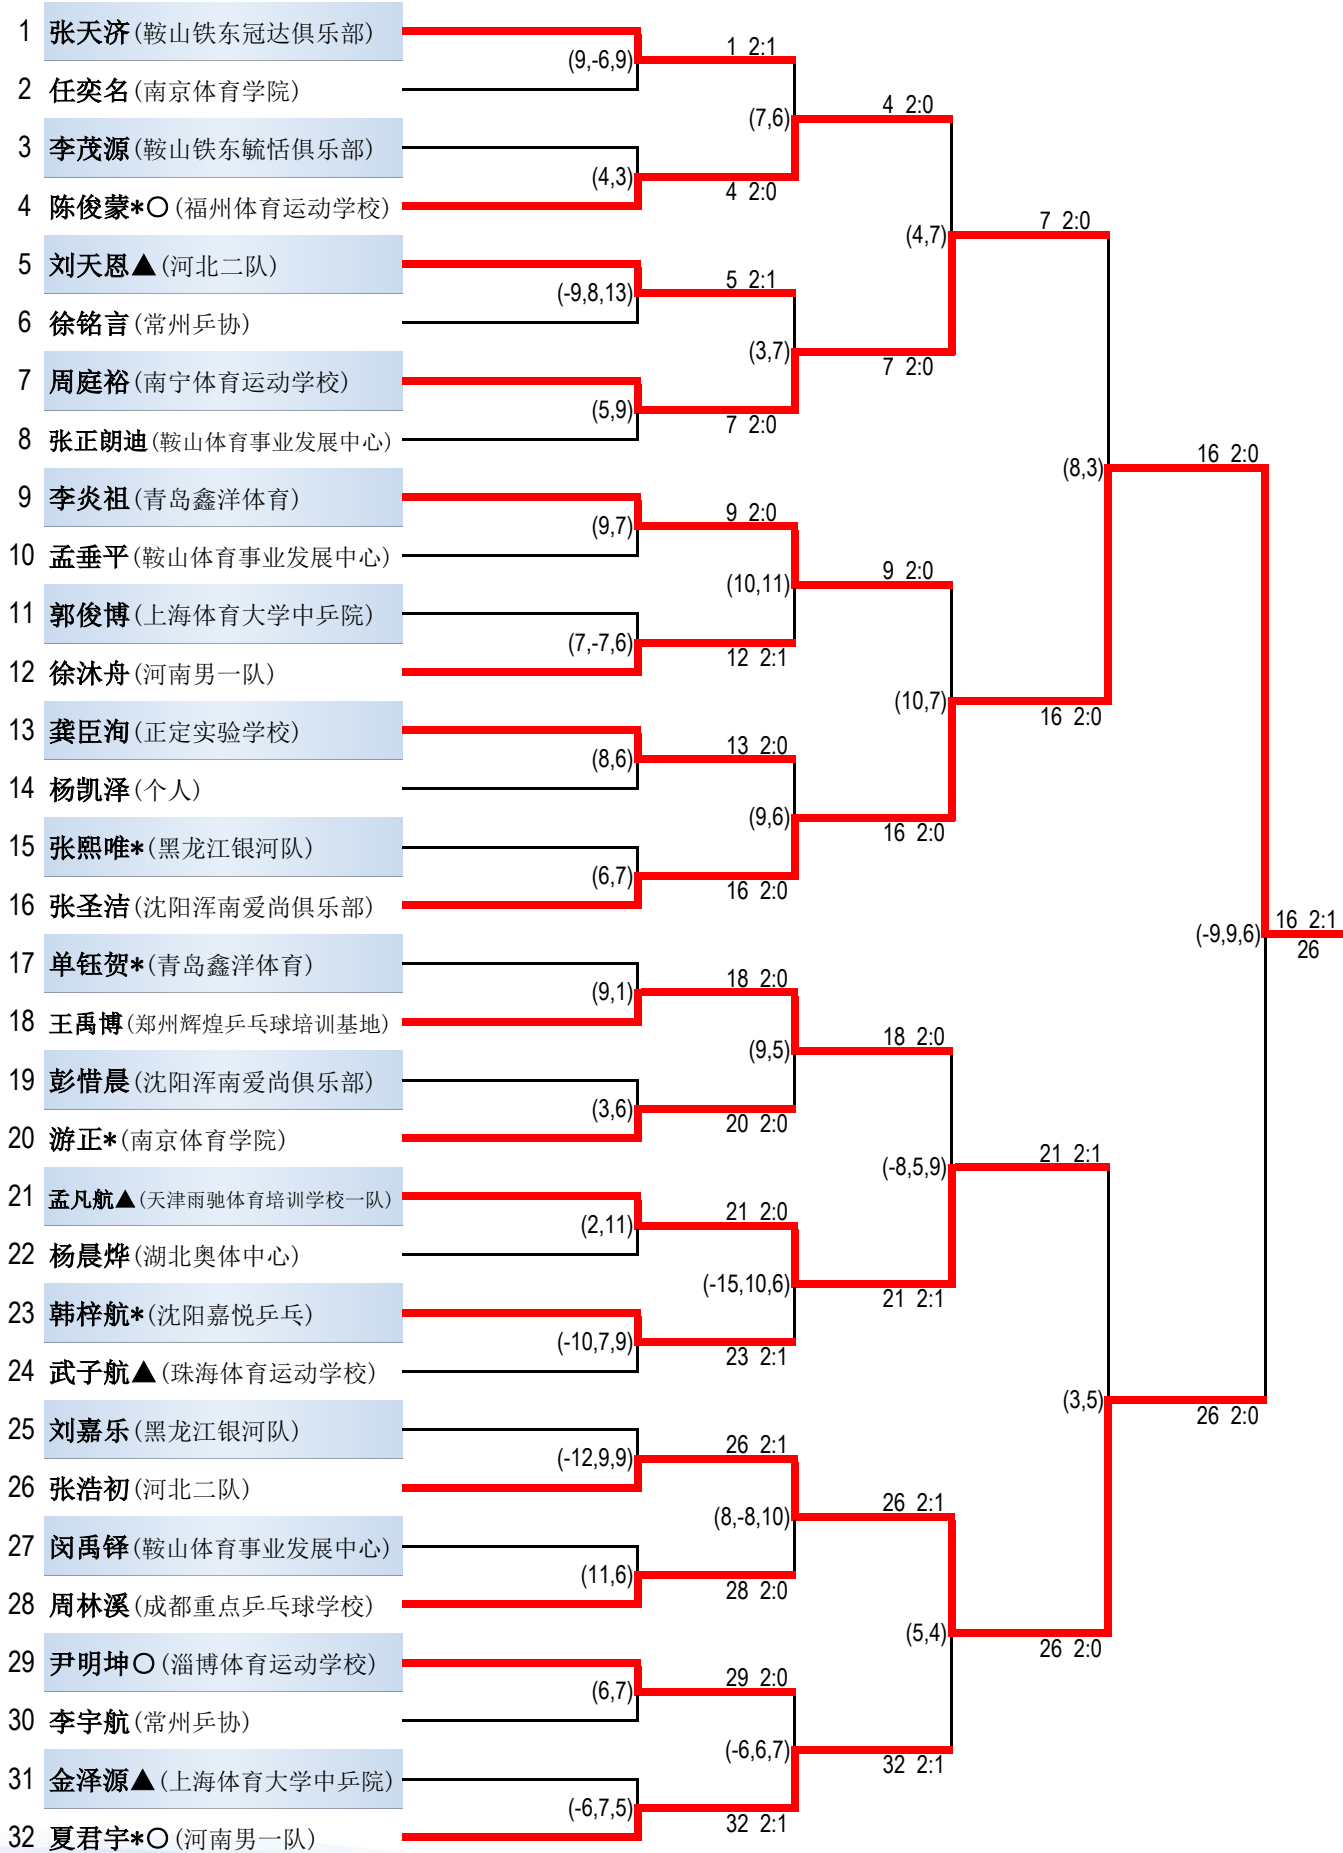 1 张天济(鞍山铁东冠达俱乐部)
1 2:1
(9,-6,9)
2 任奕名(南京体育学院)
4 2:0
(7,6)
3 李茂源(鞍山铁东毓恬俱乐部)
(4,3)
4 2:0
4 陈俊蒙*○(福州体育运动学校)
7 2:0
(4,7)
5 刘天恩▲(河北二队)
5 2:1
(-9,8,13)
6 徐铭言(常州乒协)
(3,7)
7 2:0
7 周庭裕(南宁体育运动学校)
(5,9)
7 2:0
8 张正朗迪(鞍山体育事业发展中心)
16 2:0
(8,3)
9 李炎祖(青岛鑫洋体育)
9 2:0
(9,7)
10 孟垂平(鞍山体育事业发展中心)
9 2:0
(10,11)
11 郭俊博(上海体育大学中乒院)
(7,-7,6)
12 2:1
12 徐沐舟(河南男一队)
(10,7)
16 2:0
13 龚臣洵(正定实验学校)
13 2:0
(8,6)
14 杨凯泽(个人)
(9,6)
16 2:0
15 张熙唯*(黑龙江银河队)
(6,7)
16 2:0
16 张圣洁(沈阳浑南爱尚俱乐部)
16 2:1
(-9,9,6)
26
17 单钰贺*(青岛鑫洋体育)
18 2:0
(9,1)
18 王禹博(郑州辉煌乒乓球培训基地)
18 2:0
(9,5)
19 彭惜晨(沈阳浑南爱尚俱乐部)
(3,6)
20 2:0
20 游正*(南京体育学院)
21 2:1
(-8,5,9)
21 孟凡航▲(天津雨驰体育培训学校一队)
21 2:0
(2,11)
22 杨晨烨(湖北奥体中心)
(-15,10,6)
21 2:1
23 韩梓航*(沈阳嘉悦乒乓)
(-10,7,9)
23 2:1
24 武子航▲(珠海体育运动学校)
(3,5)
26 2:0
25 刘嘉乐(黑龙江银河队)
26 2:1
(-12,9,9)
26 张浩初(河北二队)
26 2:1
(8,-8,10)
27 闵禹铎(鞍山体育事业发展中心)
(11,6)
28 2:0
28 周林溪(成都重点乒乓球学校)
(5,4)
26 2:0
29 尹明坤○(淄博体育运动学校)
29 2:0
(6,7)
30 李宇航(常州乒协)
(-6,6,7)
32 2:1
31 金泽源▲(上海体育大学中乒院)
(-6,7,5)
32 2:1
32 夏君宇*○(河南男一队)